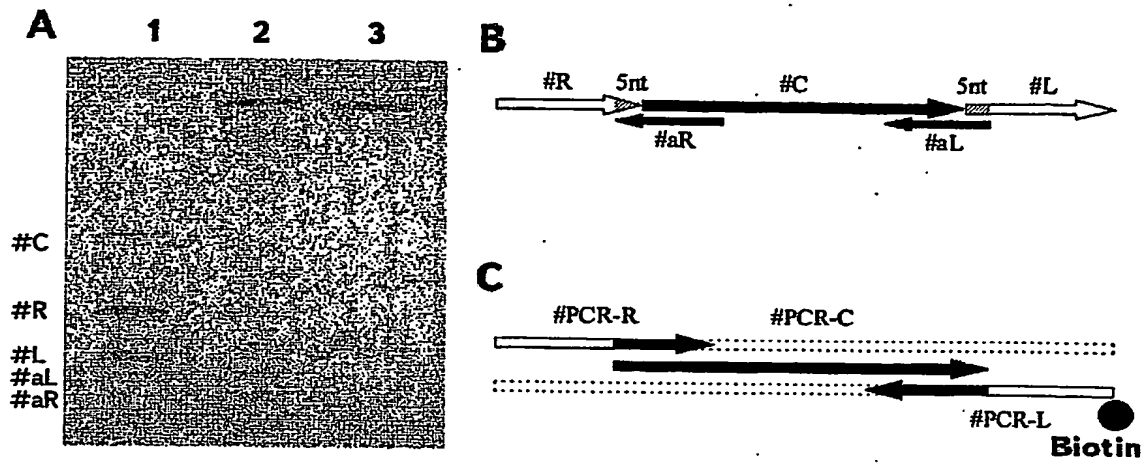 A
1 2 3
#C
#R
#L
#aL
#aR
B
#R 5nt #C 5nt #L
#aR #aL
C
#PCR-R #PCR-C
#PCR-L
Biotin